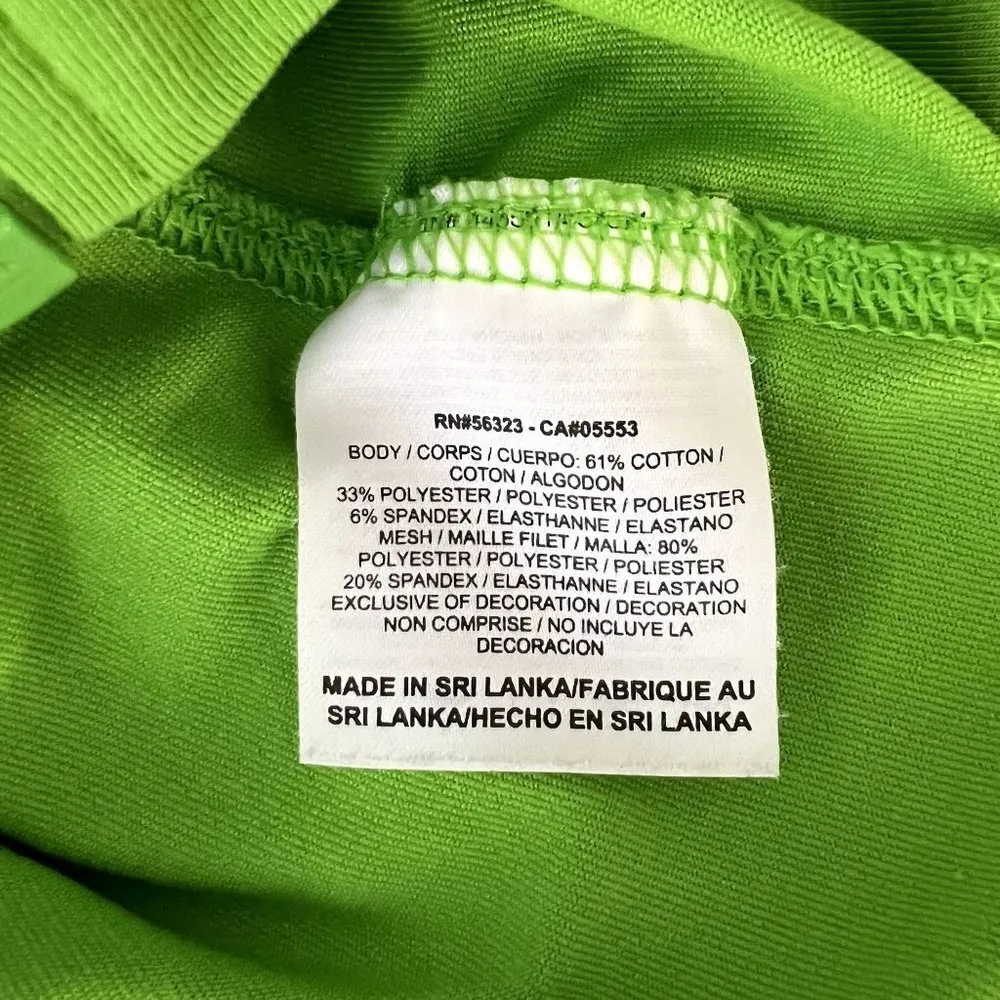 RN#56323 - CA#05553
BODY / CORPS / CUERPO: 61% COTTON /
COTON / ALGODON
33% POLYESTER / POLYESTER / POLIESTER
6% SPANDEX / ELASTHANNE / ELASTANO
MESH / MAILLE FILET / MALLA: 80%
POLYESTER / POLYESTER / POLIESTER
20% SPANDEX / ELASTHANNE / ELASTANO
EXCLUSIVE OF DECORATION / DECORATION
NON COMPRISE / NO INCLUYE LA
DECORACION
MADE IN SRI LANKA/FABRIQUE AU
SRI LANKA/HECHO EN SRI LANKA